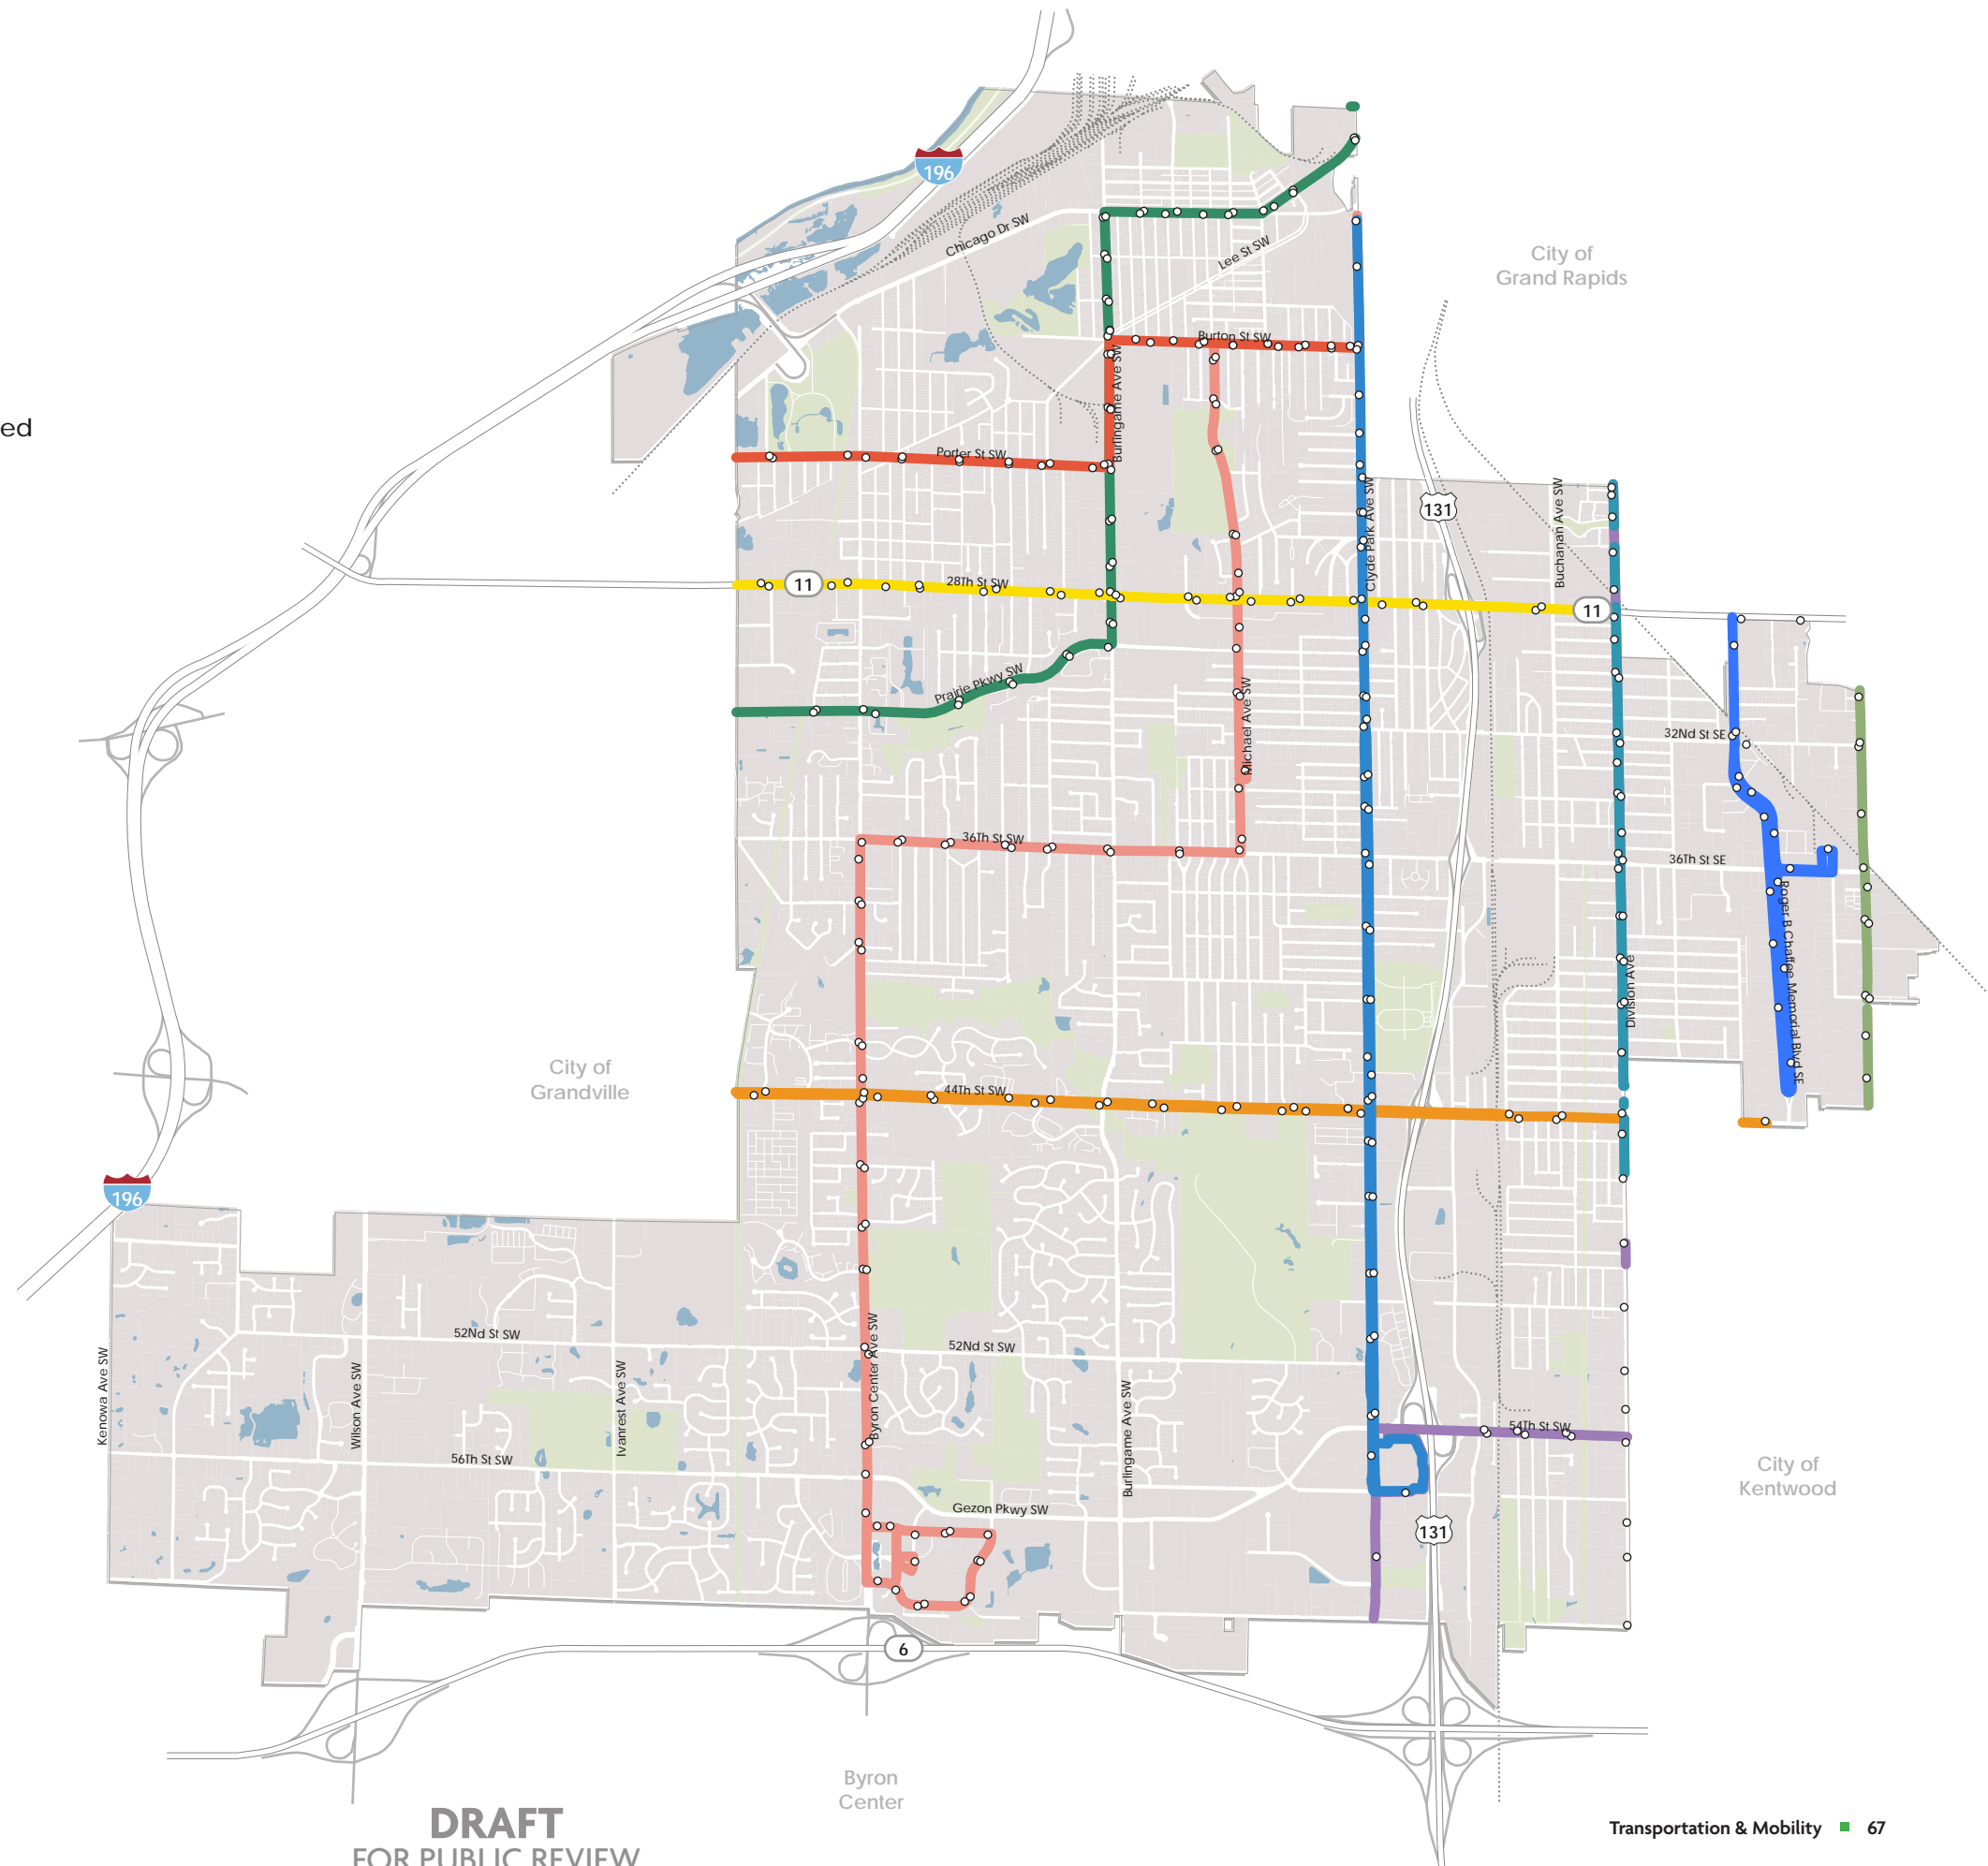 196
City of
Grand Rapids
Chicago Dr SW
Lee St SW
Burton St SW
Burlingame Ave SW
ed
Porter St SW
Clyde Park Ave SW
131
Buchanan Ave SW
11
28Th St SW
11
Prairie Pkwy SW
Michael Ave SW
32Nd St SE
36Th St SW
36Th St SE
Roger B Chaffee Memorial Blvd SE
Division Ave
City of
Grandville
44Th St SW
196
52Nd St SW
52Nd St SW
Kenowa Ave SW
Wilson Ave SW
Ivanrest Ave SW
Byron Center Ave SW
Burlingame Ave SW
54Th St SW
56Th St SW
City of
Kentwood
Gezon Pkwy SW
131
6
Byron
Center
DRAFT
FOR PUBLIC REVIEW
Transportation & Mobility 67